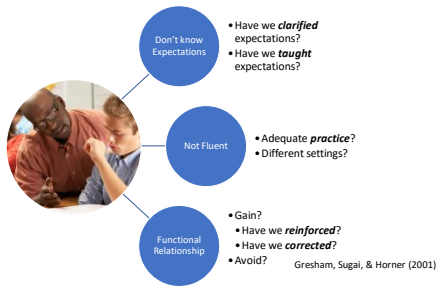 Don't know
Expectations
• Have we clarified
expectations?
• Have we taught
expectations?
Not Fluent
• Adequate practice?
• Different settings?
Functional
Relationship
• Gain?
• Have we reinforced?
• Have we corrected?
• Avoid?
Gresham, Sugai, & Horner (2001)